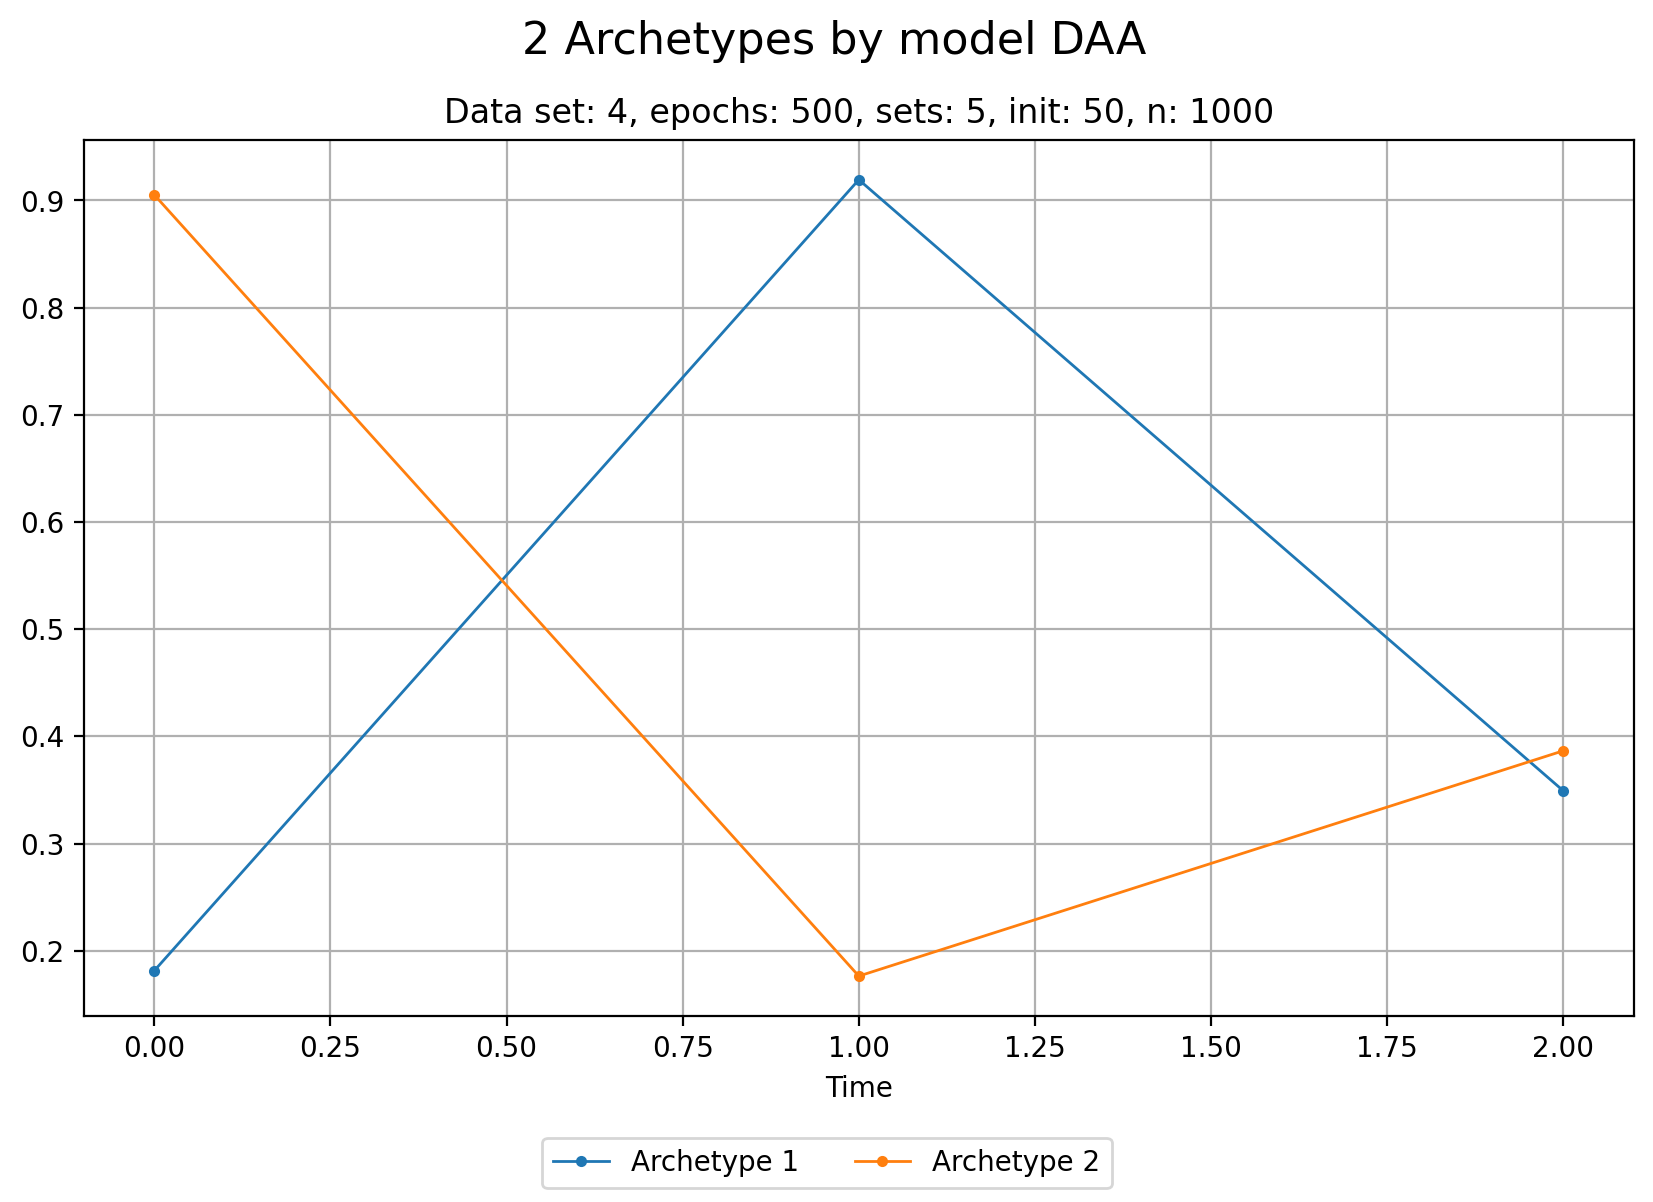 2 Archetypes by model DAA
Data set: 4, epochs: 500, sets: 5, init: 50, n: 1000
0.9
0.8
0.7
0.6
0.5
0.4
0.3
0.2
0.00 0.25 0.50 0.75 1.00 1.25 1.50 1.75 2.00
Time
Archetype 1 Archetype 2